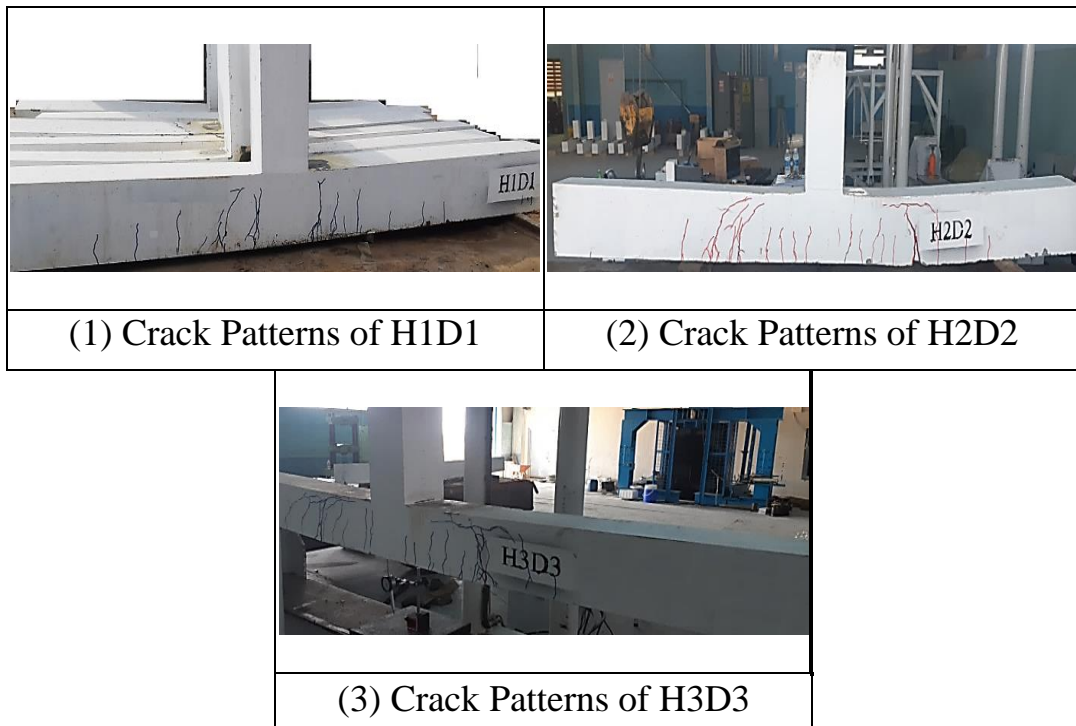 H1D1
H2D2
(1) Crack Patterns of H1D1
(2) Crack Patterns of H2D2
H3D3
(3) Crack Patterns of H3D3